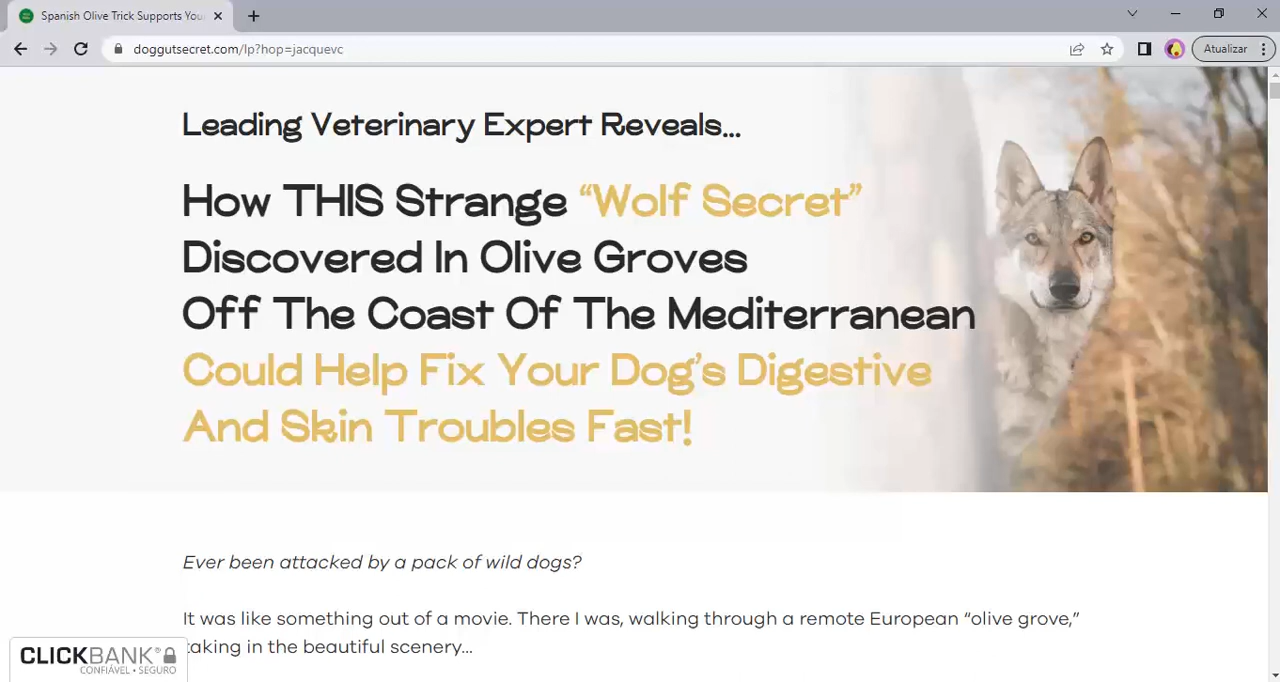 Spanish Olive Trick Supports You
doggutsecret.com/lp?hop=jacquevc
Atualizar
Leading Veterinary Expert Reveals...
How THIS Strange “Wolf Secret”
Discovered In Olive Groves
Off The Coast Of The Mediterranean
Could Help Fix Your Dog’s Digestive
And Skin Troubles Fast!
Ever been attacked by a pack of wild dogs?
It was like something out of a movie. There I was, walking through a remote European “olive grove,”
taking in the beautiful scenery...
CLICKBANK®
CONFIÁVEL • SEGURO